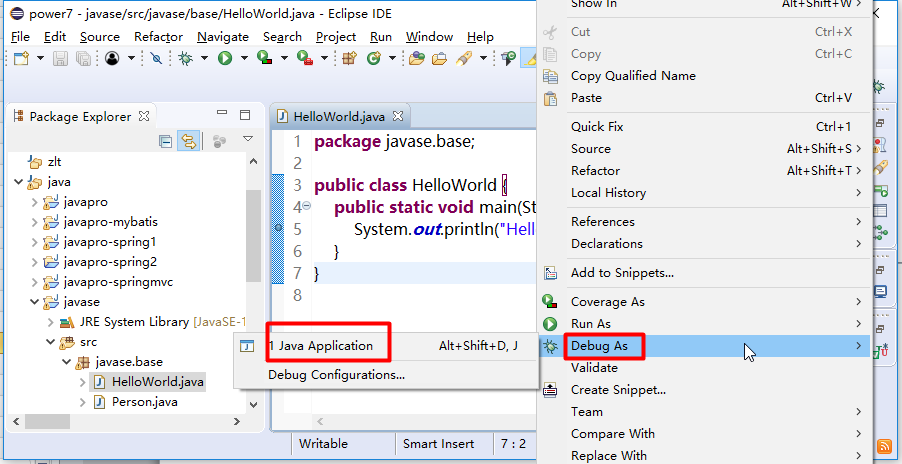 power7 - javase/src/javase/base/HelloWorld.java - Eclipse IDE
File Edit Source Refactor Navigate Search Project Run Window Help
Package Explorer
zlt
java
javapro
javapro-mybatis
javapro-spring1
javapro-spring2
javapro-springmvc
javase
JRE System Library [JavaSE-1
src
javase.base
HelloWorld.java
Person.java
HelloWorld.java
1 package javase.base;
2
3 public class HelloWorld {
4 public static void main(St
5 System.out.println("Hell
6 }
7 }
8
1 Java Application Alt+Shift+D, J
Debug Configurations...
Writable Smart Insert 7 : 2
Show In Alt+Shift+W >
Cut Ctrl+X
Copy Ctrl+C
Copy Qualified Name
Paste Ctrl+V
Quick Fix Ctrl+1
Source Alt+Shift+S >
Refactor Alt+Shift+T >
Local History >
References >
Declarations >
Add to Snippets...
Coverage As >
Run As >
Debug As >
Validate
Create Snippet...
Team >
Compare With >
Replace With >